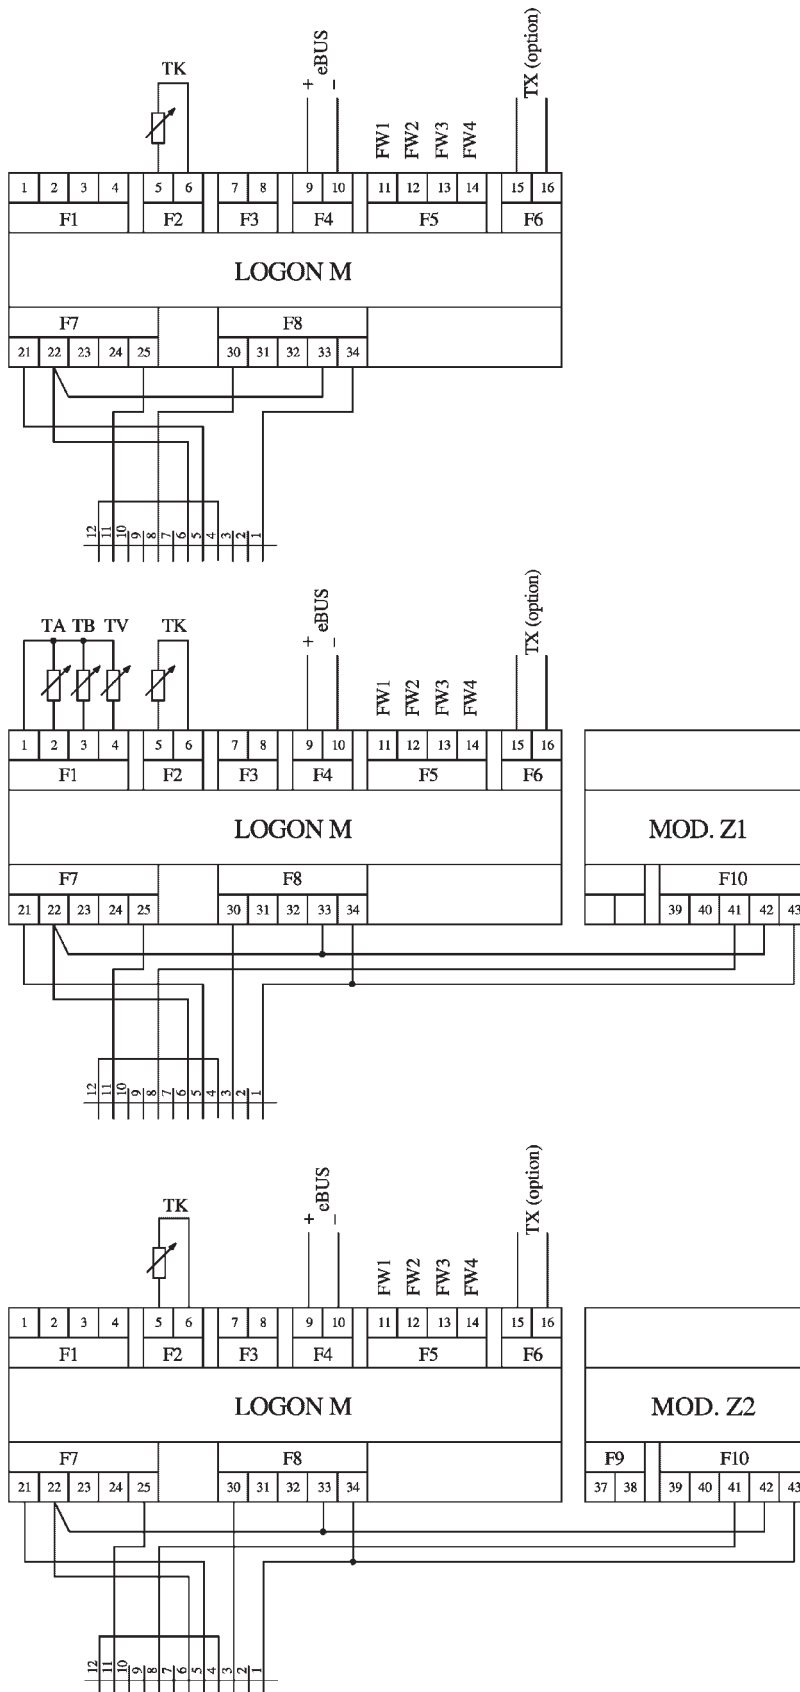 TK
+ eBUS –
TX (option)
FW1 FW2 FW3 FW4
1 2 3 4 5 6 7 8 9 10 11 12 13 14 15 16
F1 F2 F3 F4 F5 F6
LOGON M
F7 F8
21 22 23 24 25 30 31 32 33 34
12 11 10 9 8 7 6 5 4 3 2 1
TA TB TV TK
+ eBUS –
TX (option)
FW1 FW2 FW3 FW4
1 2 3 4 5 6 7 8 9 10 11 12 13 14 15 16
F1 F2 F3 F4 F5 F6
LOGON M MOD. Z1
F7 F8 F10
21 22 23 24 25 30 31 32 33 34 39 40 41 42 43
12 11 10 9 8 7 6 5 4 3 2 1
TK
+ eBUS –
TX (option)
FW1 FW2 FW3 FW4
1 2 3 4 5 6 7 8 9 10 11 12 13 14 15 16
F1 F2 F3 F4 F5 F6
LOGON M MOD. Z2
F7 F8 F9 F10
21 22 23 24 25 30 31 32 33 34 37 38 39 40 41 42 43
12 11 10 9 8 7 6 5 4 3 2 1